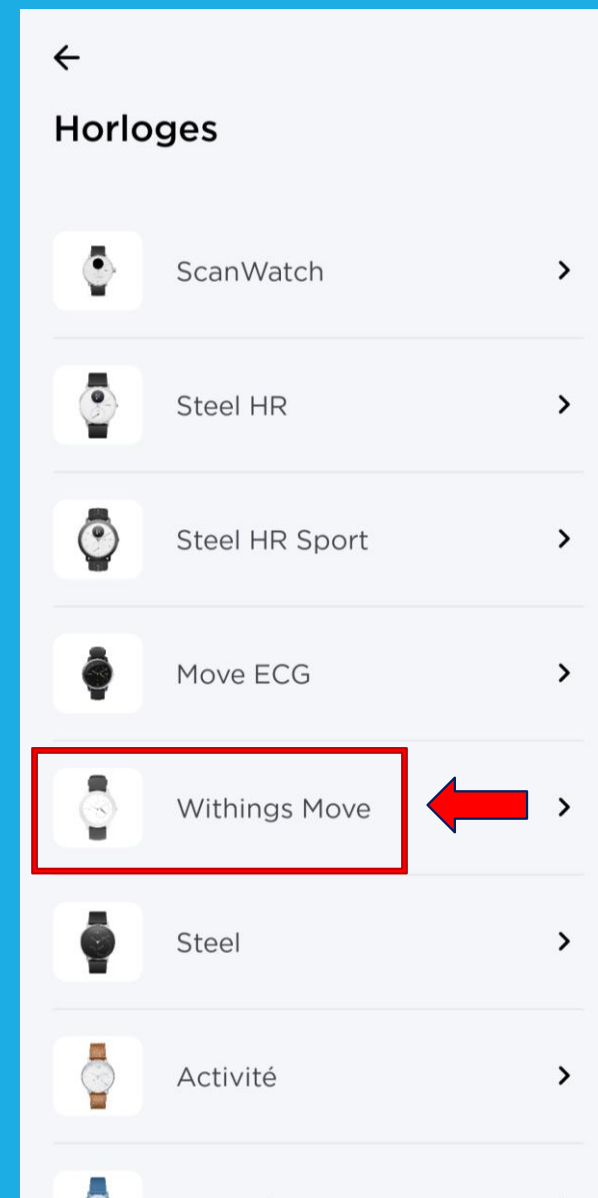 Horloges
ScanWatch
Steel HR
Steel HR Sport
Move ECG
Withings Move
Steel
Activité